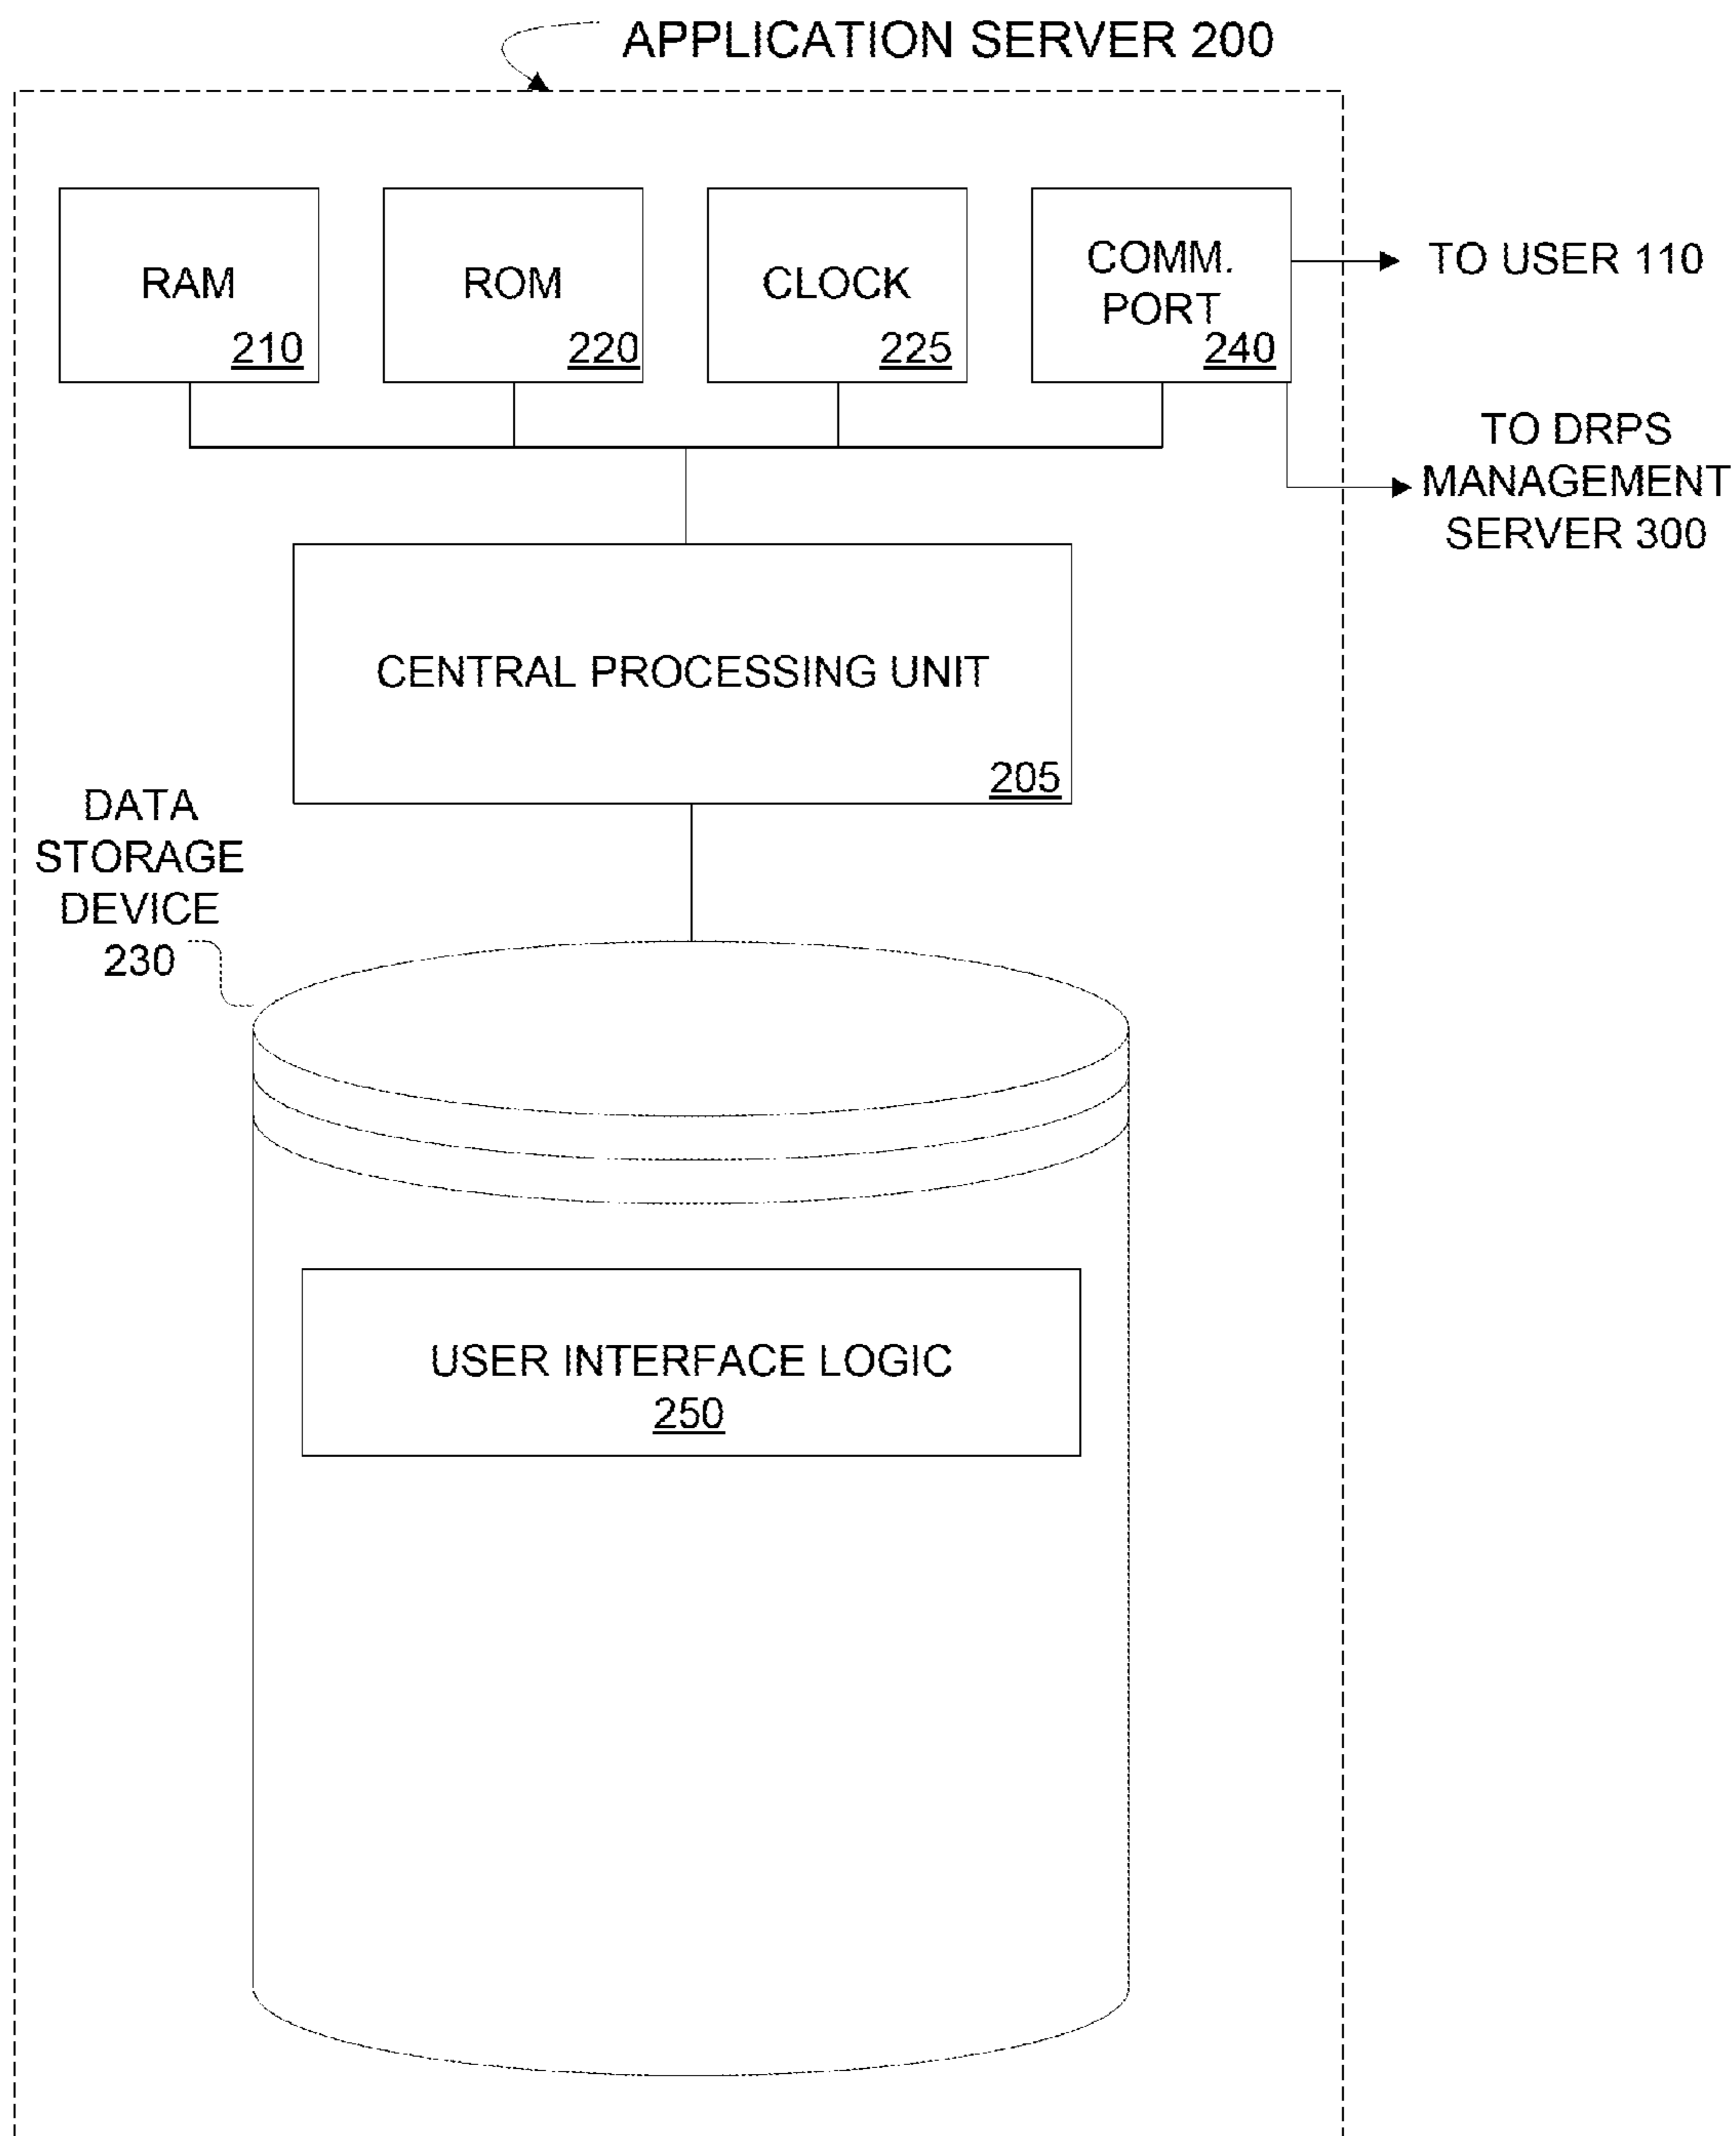 APPLICATION SERVER 200
RAM
210
ROM
220
CLOCK
225
COMM.
PORT
240
TO USER 110
TO DRPS
MANAGEMENT
SERVER 300
CENTRAL PROCESSING UNIT
205
DATA
STORAGE
DEVICE
230
USER INTERFACE LOGIC
250